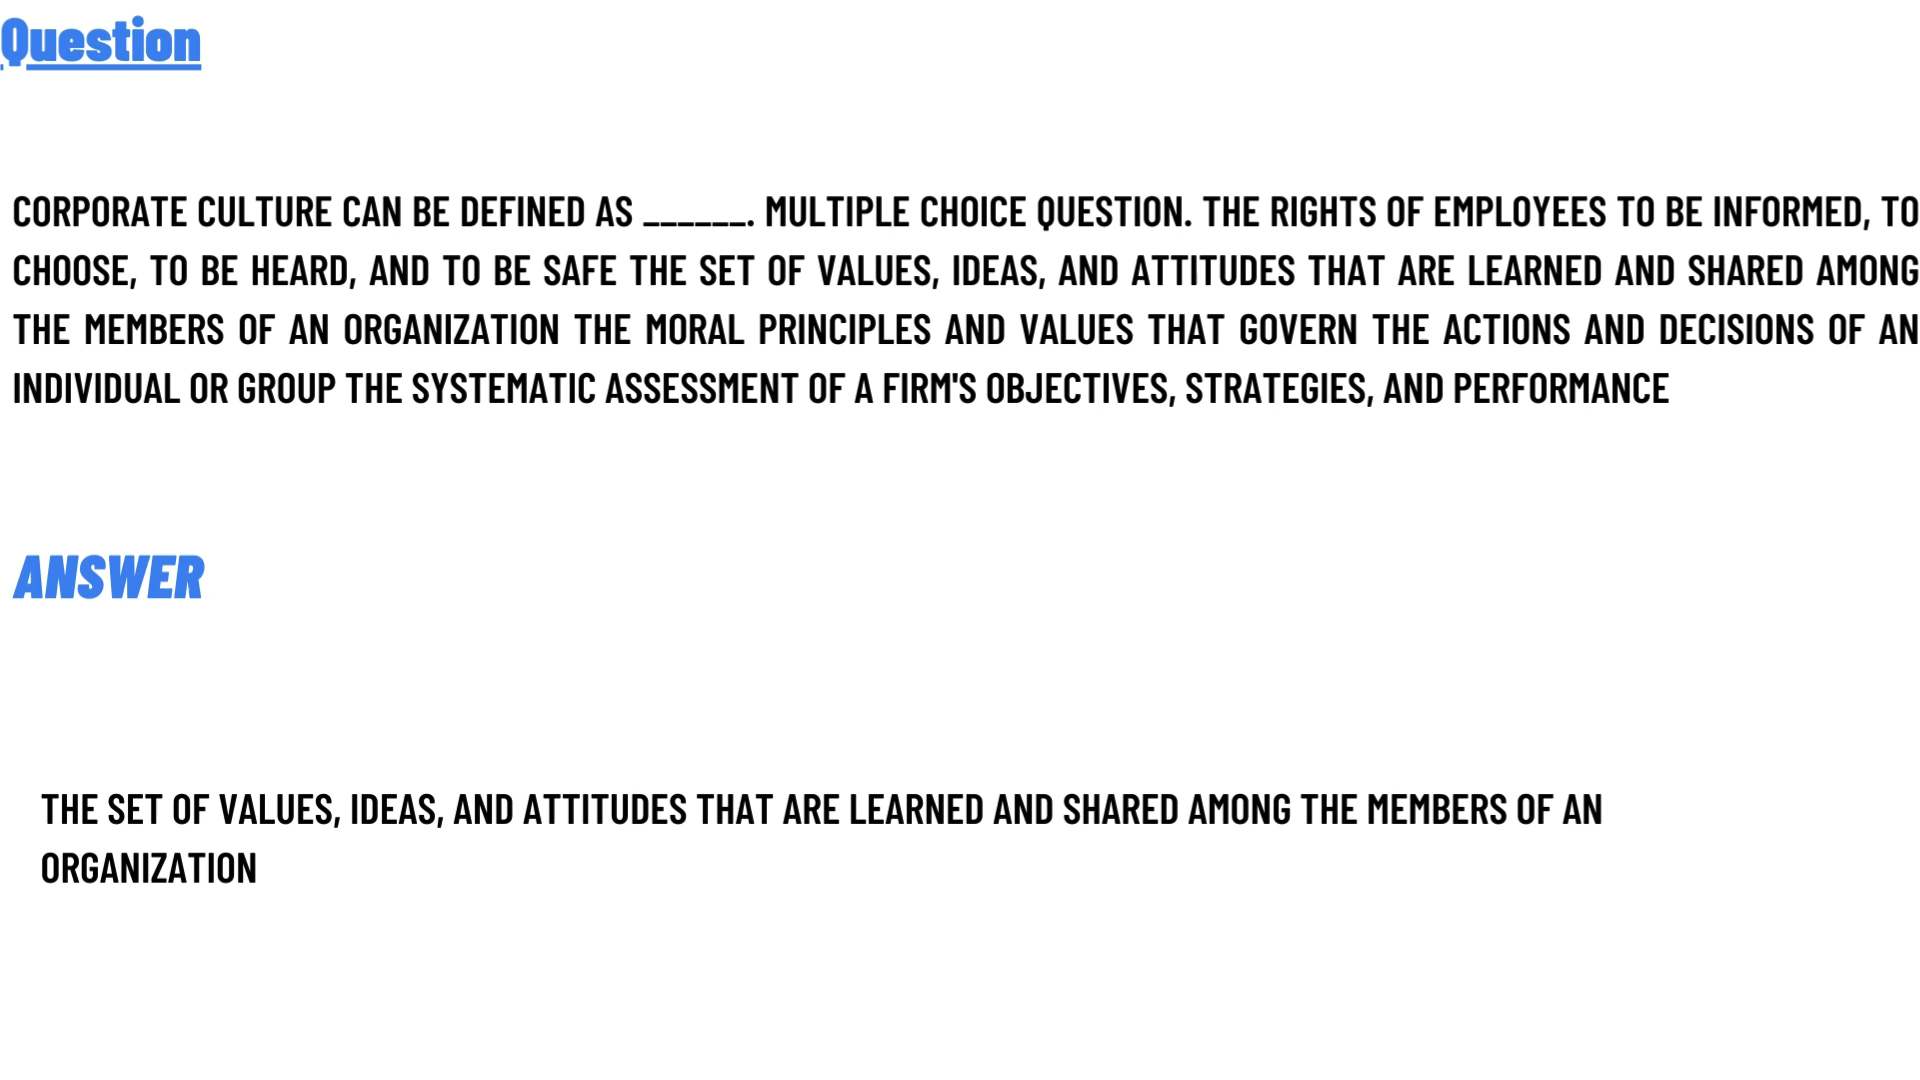 Question
CORPORATE CULTURE CAN BE DEFINED AS ______. MULTIPLE CHOICE QUESTION. THE RIGHTS OF EMPLOYEES TO BE INFORMED, TO
CHOOSE, TO BE HEARD, AND TO BE SAFE THE SET OF VALUES, IDEAS, AND ATTITUDES THAT ARE LEARNED AND SHARED AMONG
THE MEMBERS OF AN ORGANIZATION THE MORAL PRINCIPLES AND VALUES THAT GOVERN THE ACTIONS AND DECISIONS OF AN
INDIVIDUAL OR GROUP THE SYSTEMATIC ASSESSMENT OF A FIRM'S OBJECTIVES, STRATEGIES, AND PERFORMANCE
ANSWER
THE SET OF VALUES, IDEAS, AND ATTITUDES THAT ARE LEARNED AND SHARED AMONG THE MEMBERS OF AN
ORGANIZATION